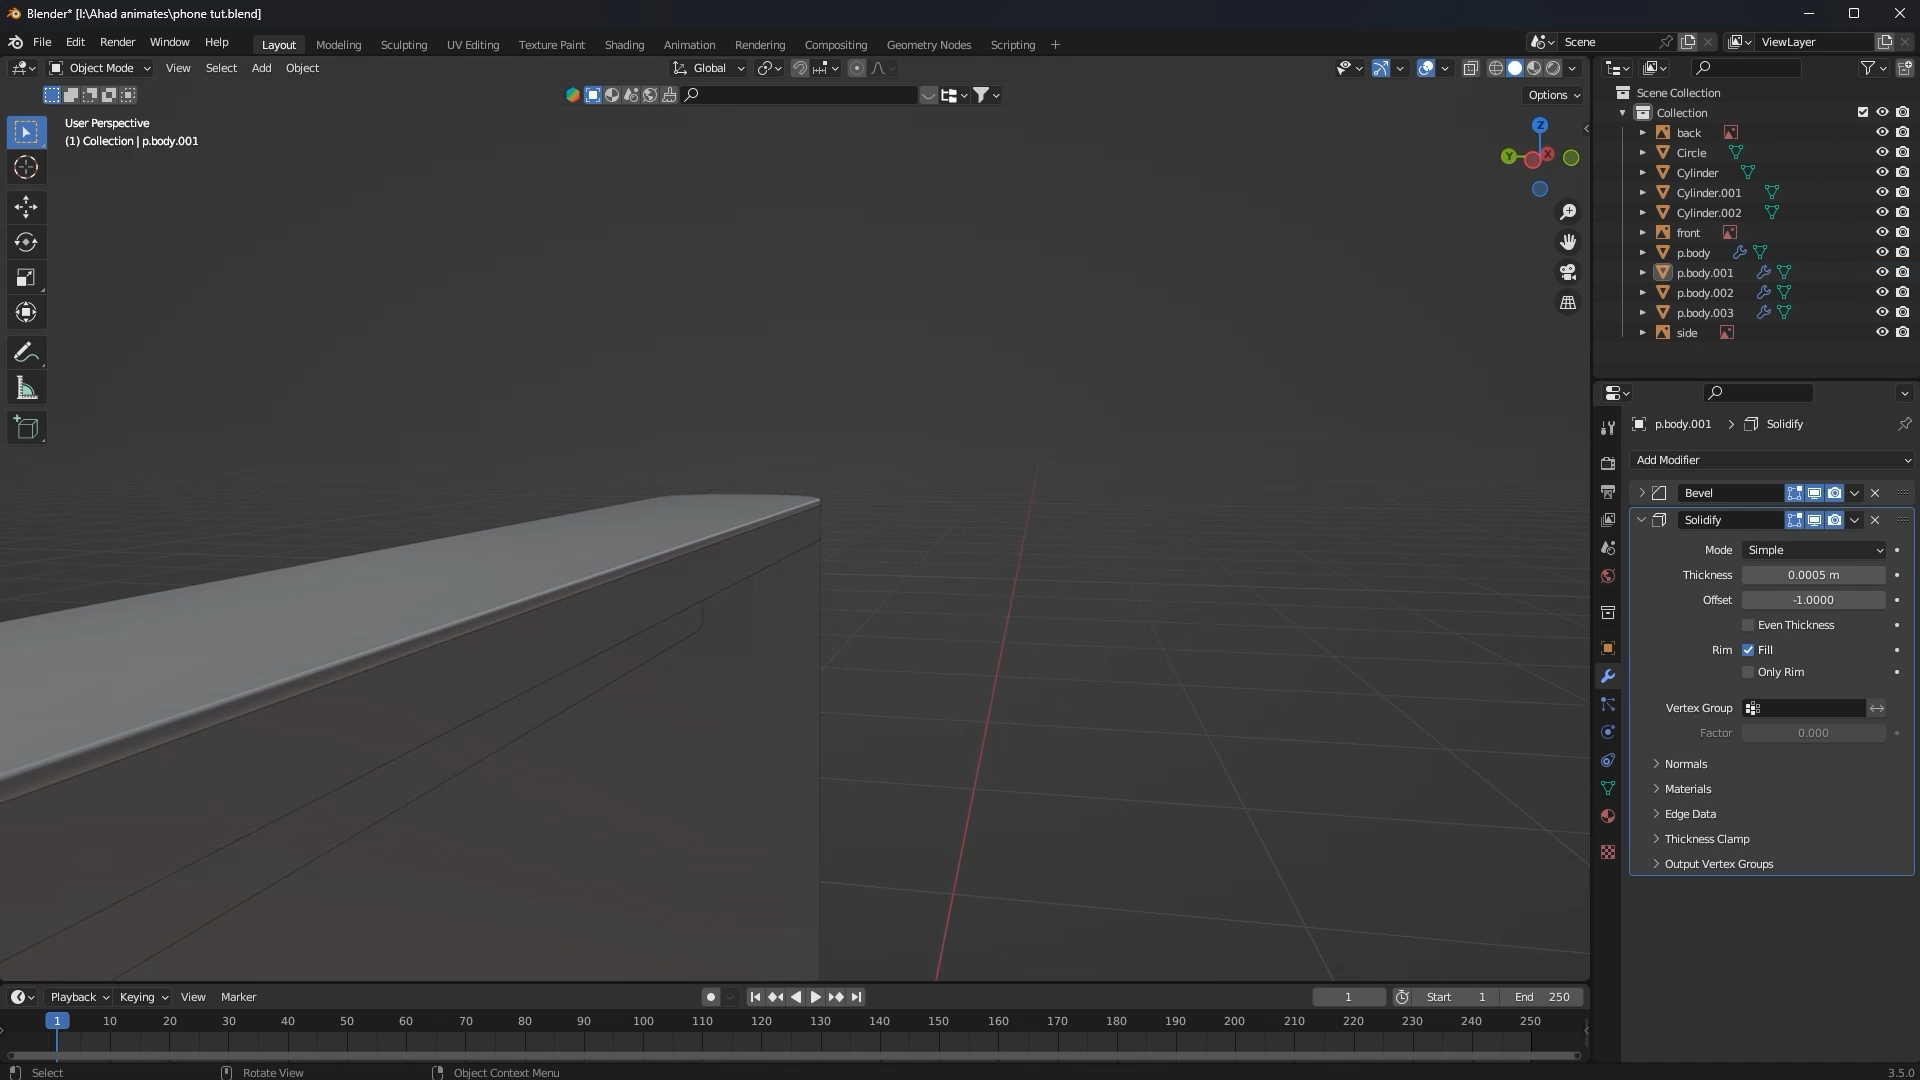 Blender* [I:\Ahad animates\phone tut.blend]
File Edit Render Window Help Layout Modeling Sculpting UV Editing Texture Paint Shading Animation Rendering Compositing Geometry Nodes Scripting + Scene ViewLayer
Object Mode View Select Add Object Global
Options
User Perspective
(1) Collection | p.body.001
Z
Y X
Scene Collection
Collection
back
Circle
Cylinder
Cylinder.001
Cylinder.002
front
p.body
p.body.001
p.body.002
p.body.003
side
p.body.001 > Solidify
Add Modifier
Bevel
Solidify
Mode Simple
Thickness 0.0005 m
Offset -1.0000
Even Thickness
Rim Fill
Only Rim
Vertex Group
Factor 0.000
Normals
Materials
Edge Data
Thickness Clamp
Output Vertex Groups
Playback Keying View Marker 1 Start 1 End 250
1 10 20 30 40 50 60 70 80 90 100 110 120 130 140 150 160 170 180 190 200 210 220 230 240 250
Select Rotate View Object Context Menu 3.5.0